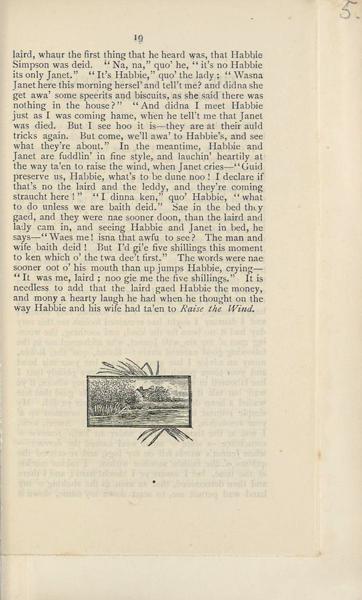 5.
19
laird, whaur the first thing that he heard was, that Habbie
Simpson was deid. "Na, na," quo' he, "it's no Habbie
its only Janet." "It's Habbie," quo' the lady; "Wasna
Janet here this morning hersel' and tell't me? and didna she
get awa' some speerits and biscuits, as she said there was
nothing in the house?" "And didna I meet Habbie
just as I was coming hame, when he tell't me that Janet
was died. But I see hoo it is—they are at their auld
tricks again. But come, we'll awa' to Habbie's, and see
what they're about." In the meantime, Habbie and
Janet are fuddlin' in fine style, and lauchin' heartily at
the way ta'en to raise the wind, when Janet cries—"Guid
preserve us, Habbie, what's to be dune noo! I declare if
that's no the laird and the leddy, and they're coming
straucht here!" "I dinna ken," quo' Habbie, "what
to do unless we are baith deid." Sae in the bed they
gaed, and they were nae sooner doon, than the laird and
lady cam in, and seeing Habbie and Janet in bed, he
says—"Waes me! isna that awfu to see? The man and
wife baith deid! But I'd gi'e five shillings this moment
to ken which o' the twa dee't first." The words were nae
sooner oot o' his mouth than up jumps Habbie, crying—
"It was me, laird; noo gie me the five shillings." It is
needless to add that the laird gaed Habbie the money,
and mony a hearty laugh he had when he thought on the
way Habbie and his wife had ta'en to Raise the Wind.